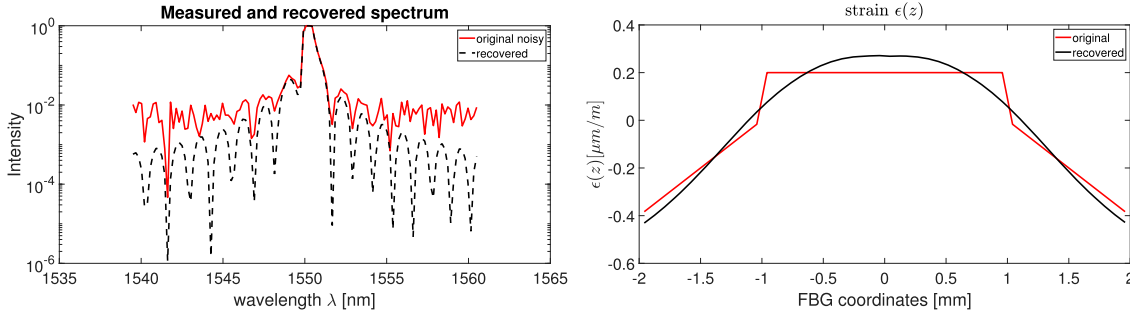 Measured and recovered spectrum
original noisy
recovered
10^0
10^-2
10^-4
10^-6
Intensity
1535 1540 1545 1550 1555 1560 1565
wavelength λ [nm]
strain ϵ(z)
original
recovered
0.4
0.2
0
-0.2
-0.4
-0.6
ϵ(z)[μm/m]
-2 -1.5 -1 -0.5 0 0.5 1 1.5 2
FBG coordinates [mm]